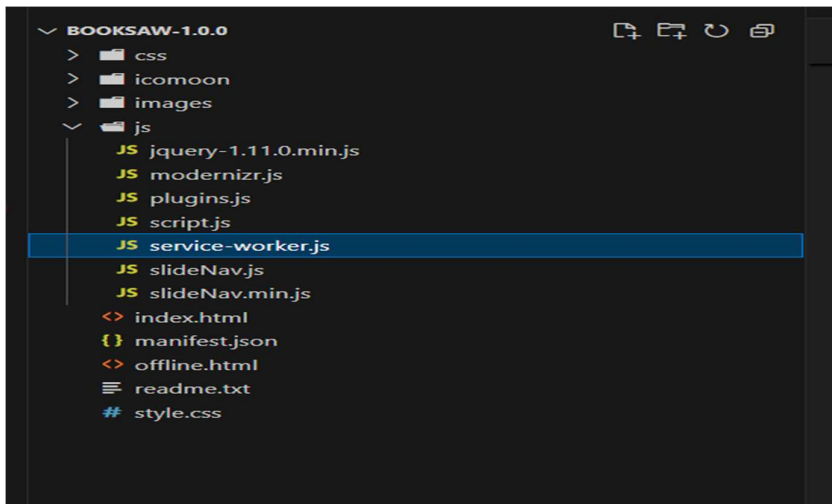 BOOKSAW-1.0.0
css
icomoon
images
js
JS jquery-1.11.0.min.js
JS modernizr.js
JS plugins.js
JS script.js
JS service-worker.js
JS slideNav.js
JS slideNav.min.js
<> index.html
{} manifest.json
<> offline.html
readme.txt
# style.css